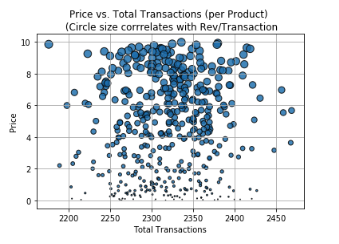 Price vs. Total Transactions (per Product)
(Circle size corrrelates with Rev/Transaction
10
8
6
4
2
0
Price
2200 2250 2300 2350 2400 2450
Total Transactions